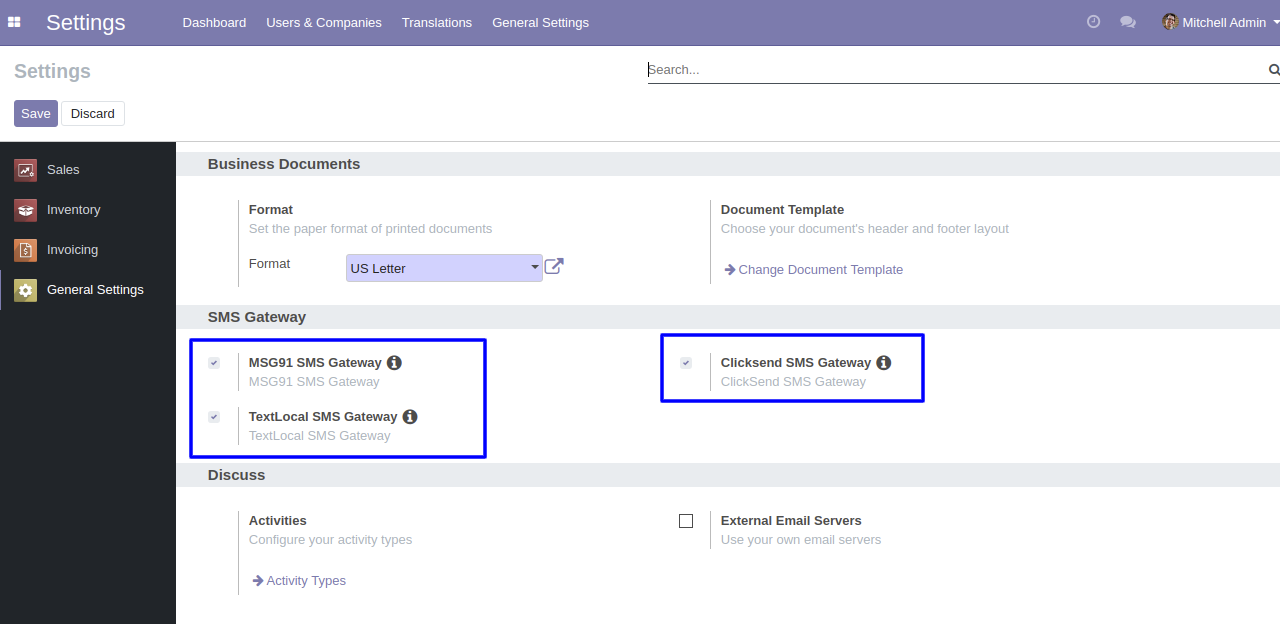 Settings Dashboard Users & Companies Translations General Settings Mitchell Admin
Settings
Search...
Save Discard
Sales
Inventory
Invoicing
General Settings
Business Documents
Format
Set the paper format of printed documents
Format US Letter
Document Template
Choose your document's header and footer layout
Change Document Template
SMS Gateway
MSG91 SMS Gateway
MSG91 SMS Gateway
Clicksend SMS Gateway
ClickSend SMS Gateway
TextLocal SMS Gateway
TextLocal SMS Gateway
Discuss
Activities
Configure your activity types
Activity Types
External Email Servers
Use your own email servers